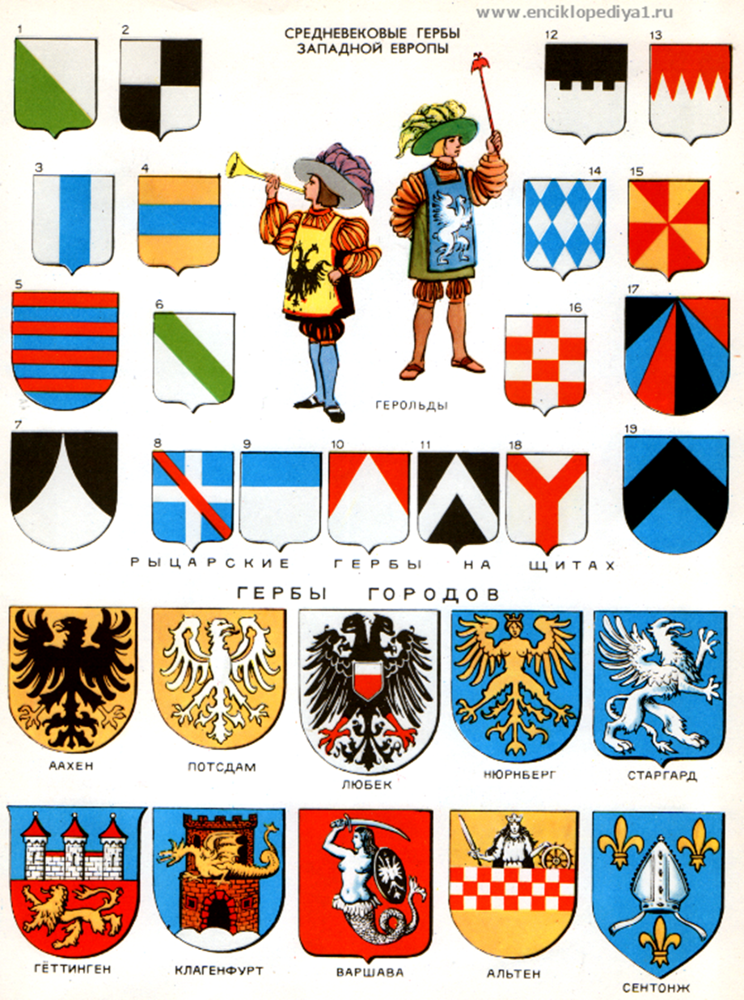 www.enciklopediya1.ru
СРЕДНЕВЕКОВЫЕ ГЕРБЫ
ЗАПАДНОЙ ЕВРОПЫ
1
2
12
13
3
4
14
15
5
6
16
17
ГЕРОЛЬДЫ
7
8
9
10
11
18
19
РЫЦАРСКИЕ ГЕРБЫ НА ЩИТАХ
ГЕРБЫ ГОРОДОВ
ААХЕН
ПОТСДАМ
ЛЮБЕК
НЮРНБЕРГ
СТАРГАРД
ГЁТТИНГЕН
КЛАГЕНФУРТ
ВАРШАВА
АЛЬТЕН
СЕНТОНЖ